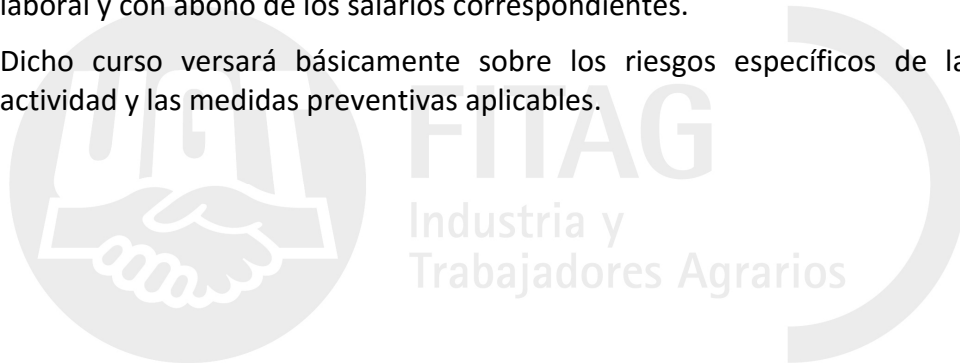 laboral y con abono de los salarios correspondientes.
Dicho curso versará básicamente sobre los riesgos específicos de la
actividad y las medidas preventivas aplicables.
UGT
FITAG
Industria y
Trabajadores Agrarios